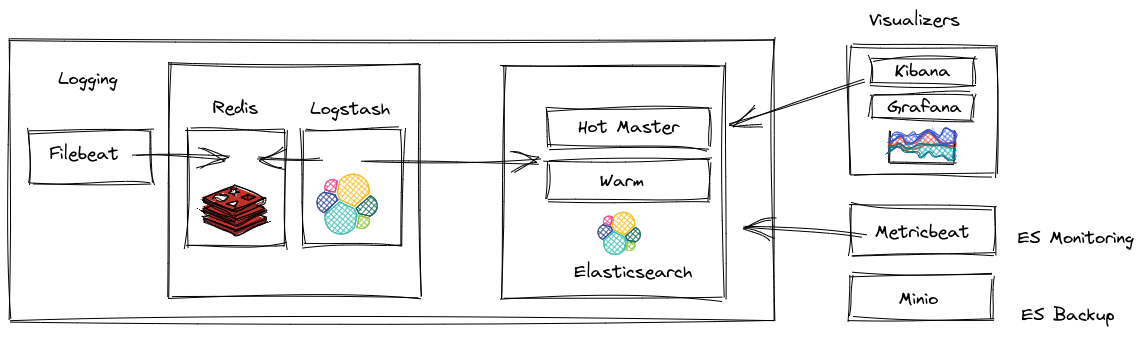 Visualizers
Logging
Kibana
Redis
Logstash
Grafana
Hot Master
Filebeat
Warm
Metricbeat
ES Monitoring
Elasticsearch
Minio
ES Backup